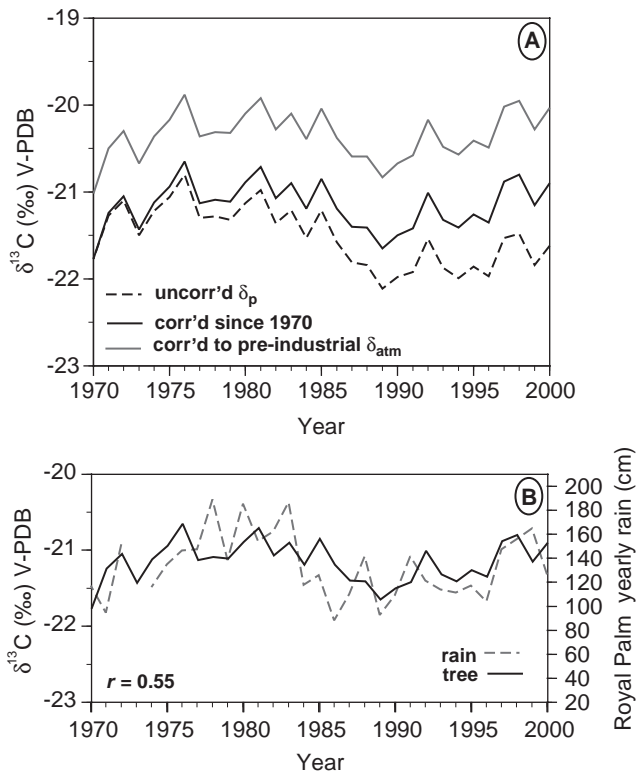 A
-19
-20
-21
-22
-23
δ13C (‰) V-PDB
uncorr'd δp
corr'd since 1970
corr'd to pre-industrial δatm
1970 1975 1980 1985 1990 1995 2000
Year
B
-20
-21
-22
-23
δ13C (‰) V-PDB
200
180
160
140
120
100
80
60
40
20
Royal Palm yearly rain (cm)
rain
tree
r = 0.55
1970 1975 1980 1985 1990 1995 2000
Year